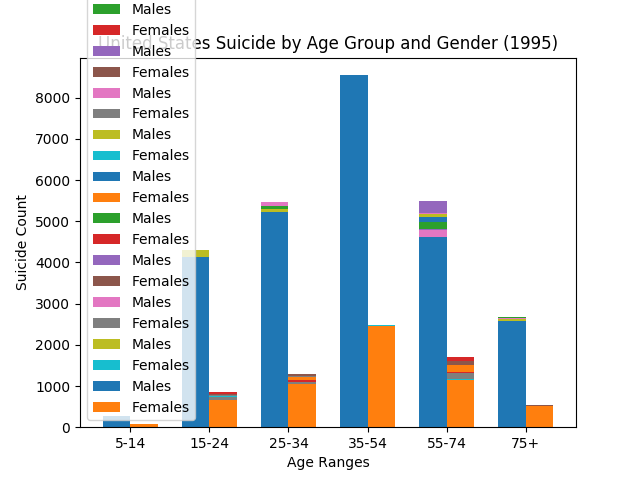 Males
Females
Males
Females
Males
Females
Males
Females
Males
Females
Males
Females
Males
Females
Males
Females
Males
Females
Males
Females
United States Suicide by Age Group and Gender (1995)
Suicide Count
8000
7000
6000
5000
4000
3000
2000
1000
0
5-14 15-24 25-34 35-54 55-74 75+
Age Ranges